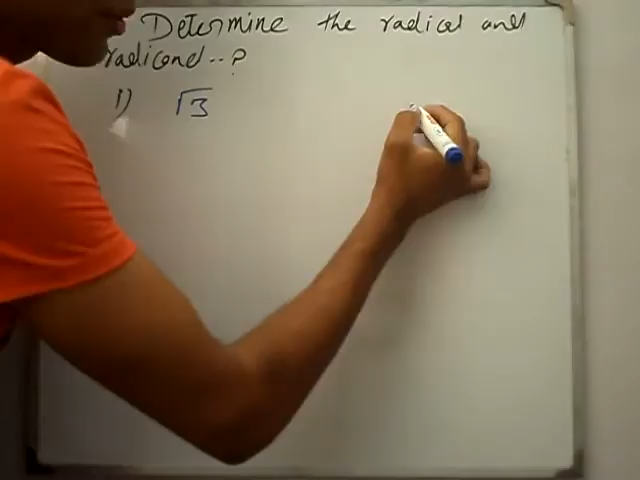 Determine the radical and
radicand..?
1) √3